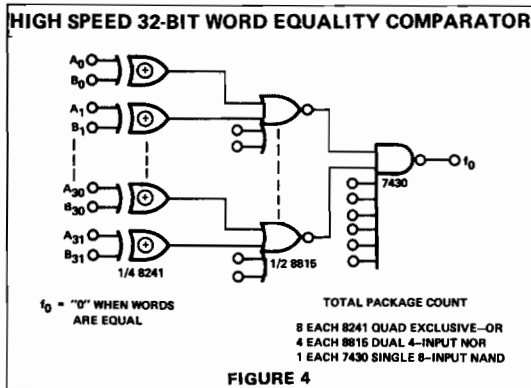 HIGH SPEED 32-BIT WORD EQUALITY COMPARATOR
A0
B0
A1
B1
A30
B30
A31
B31
1/4 8241
1/2 8815
7430
f0
f0 = "0" WHEN WORDS
ARE EQUAL
TOTAL PACKAGE COUNT
8 EACH 8241 QUAD EXCLUSIVE-OR
4 EACH 8815 DUAL 4-INPUT NOR
1 EACH 7430 SINGLE 8-INPUT NAND
FIGURE 4